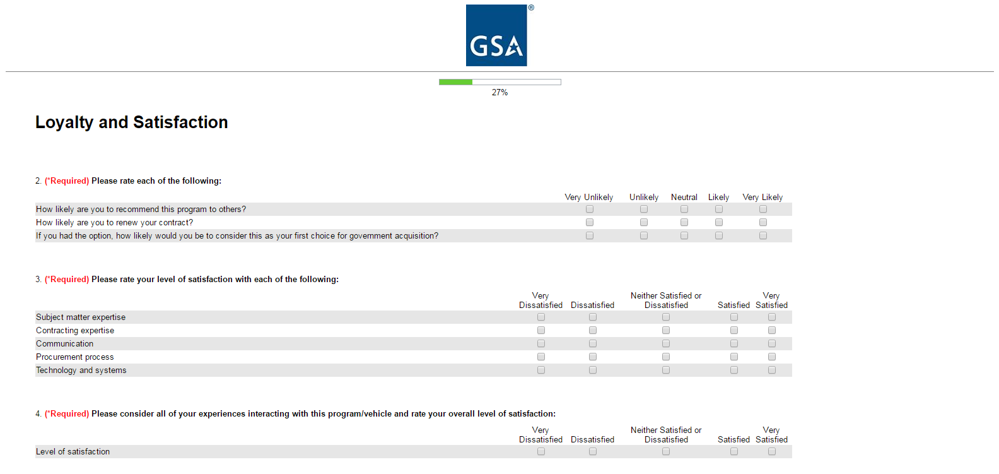 GSA ®
27%
Loyalty and Satisfaction
2. (*Required) Please rate each of the following:
Very Unlikely Unlikely Neutral Likely Very Likely
How likely are you to recommend this program to others?
How likely are you to renew your contract?
If you had the option, how likely would you be to consider this as your first choice for government acquisition?
3. (*Required) Please rate your level of satisfaction with each of the following:
Very Neither Satisfied or Very
Dissatisfied Dissatisfied Dissatisfied Satisfied Satisfied
Subject matter expertise
Contracting expertise
Communication
Procurement process
Technology and systems
4. (*Required) Please consider all of your experiences interacting with this program/vehicle and rate your overall level of satisfaction:
Very Neither Satisfied or Very
Dissatisfied Dissatisfied Dissatisfied Satisfied Satisfied
Level of satisfaction